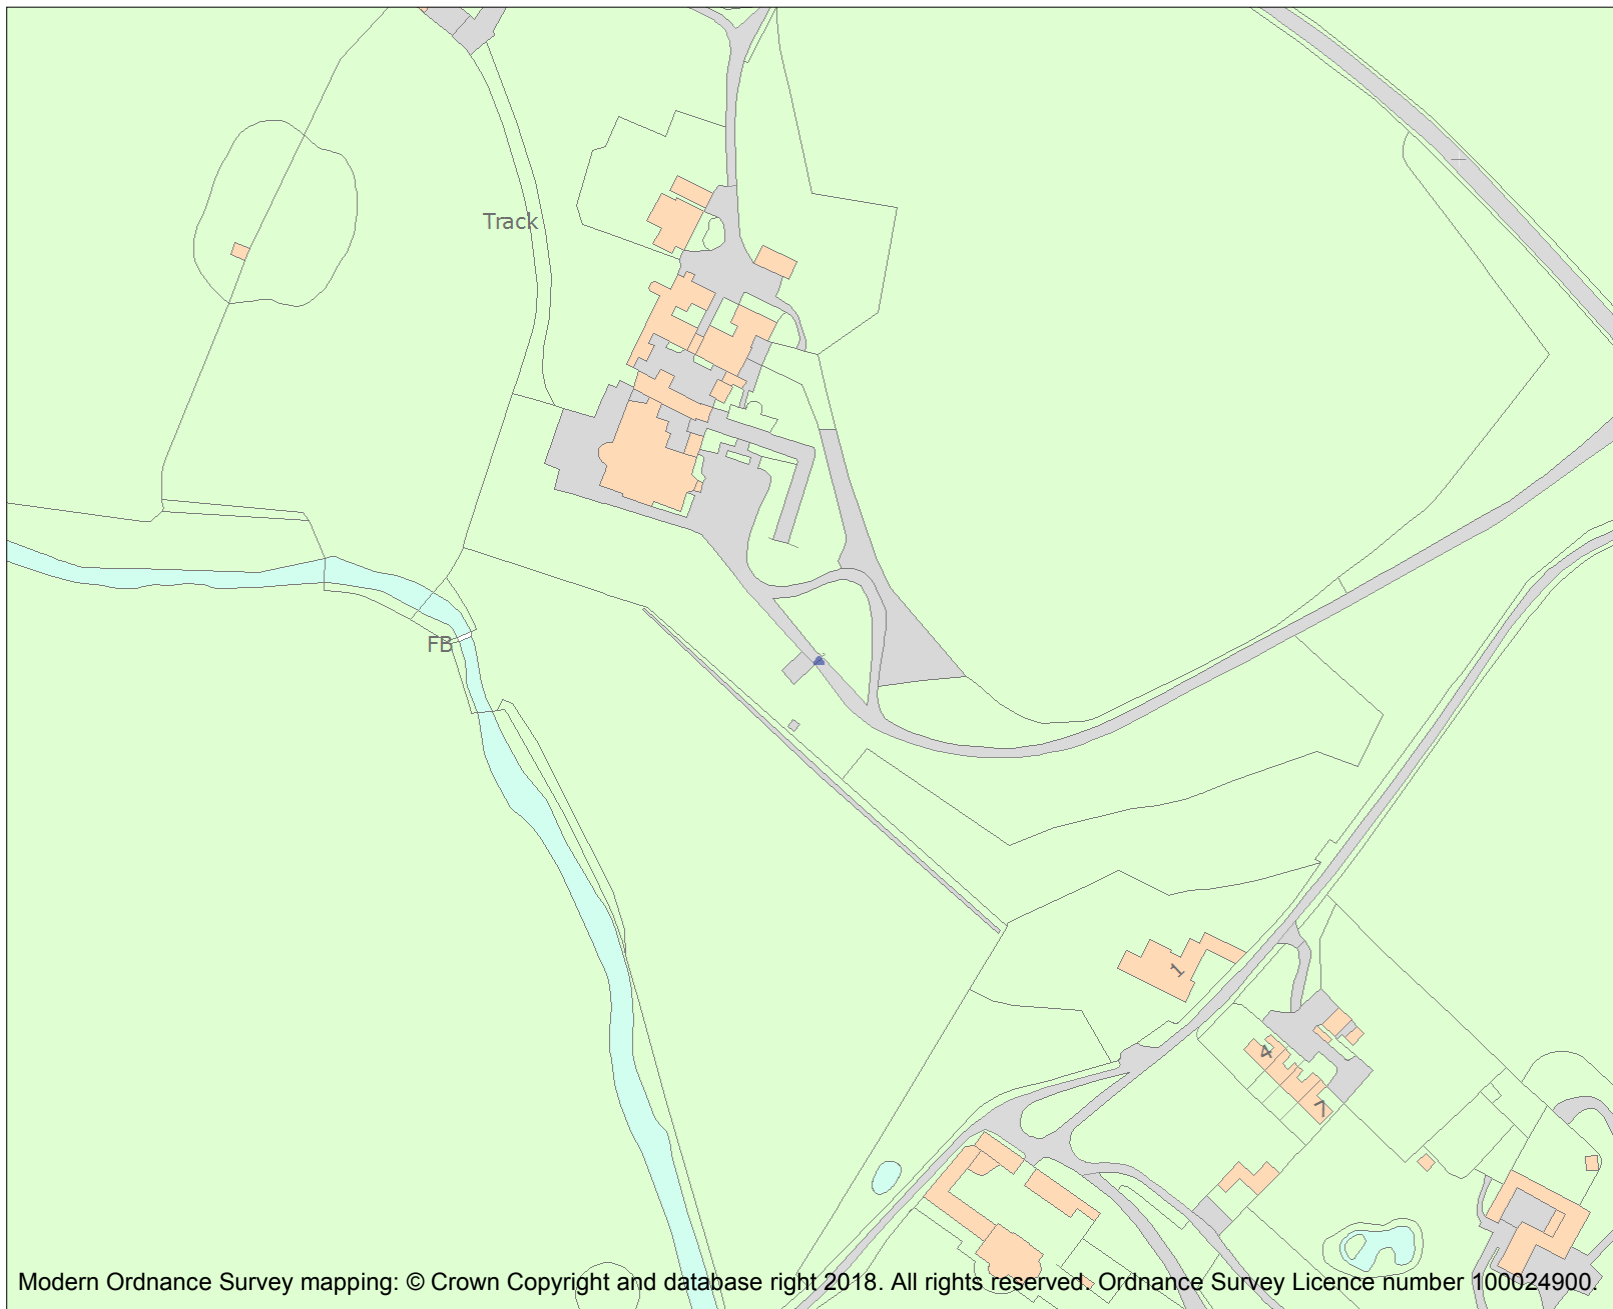 Track
FB
1
4
7
Modern Ordnance Survey mapping: © Crown Copyright and database right 2018. All rights reserved. Ordnance Survey Licence number 100024900.